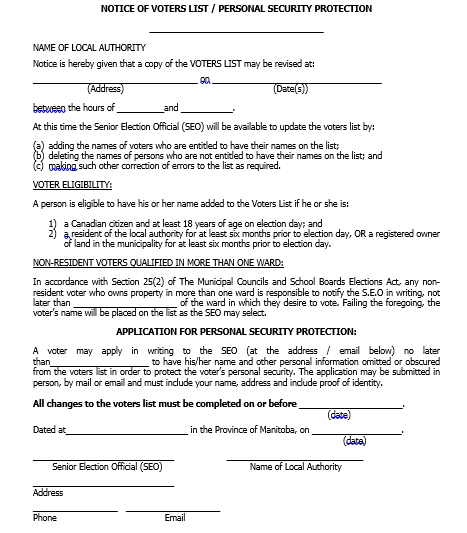 NOTICE OF VOTERS LIST / PERSONAL SECURITY PROTECTION
NAME OF LOCAL AUTHORITY
Notice is hereby given that a copy of the VOTERS LIST may be revised at:
______________________________ on ______________________________
(Address) (Date(s))
between the hours of __________and __________.
At this time the Senior Election Official (SEO) will be available to update the voters list by:
(a) adding the names of voters who are entitled to have their names on the list;
(b) deleting the names of persons who are not entitled to have their names on the list; and
(c) making such other correction of errors to the list as required.
VOTER ELIGIBILITY:
A person is eligible to have his or her name added to the Voters List if he or she is:
1) a Canadian citizen and at least 18 years of age on election day; and
2) a resident of the local authority for at least six months prior to election day, OR a registered owner
of land in the municipality for at least six months prior to election day.
NON-RESIDENT VOTERS QUALIFIED IN MORE THAN ONE WARD:
In accordance with Section 25(2) of The Municipal Councils and School Boards Elections Act, any non-
resident voter who owns property in more than one ward is responsible to notify the S.E.O in writing, not
later than ____________________ of the ward in which they desire to vote. Failing the foregoing, the
voter's name will be placed on the list as the SEO may select.
APPLICATION FOR PERSONAL SECURITY PROTECTION:
A voter may apply in writing to the SEO (at the address / email below) no later
than____________________ to have his/her name and other personal information omitted or obscured
from the voters list in order to protect the voter's personal security. The application may be submitted in
person, by mail or email and must include your name, address and include proof of identity.
All changes to the voters list must be completed on or before ____________________.
(date)
Dated at_________________________ in the Province of Manitoba, on __________________.
(date)
Senior Election Official (SEO) Name of Local Authority
Address
Phone Email